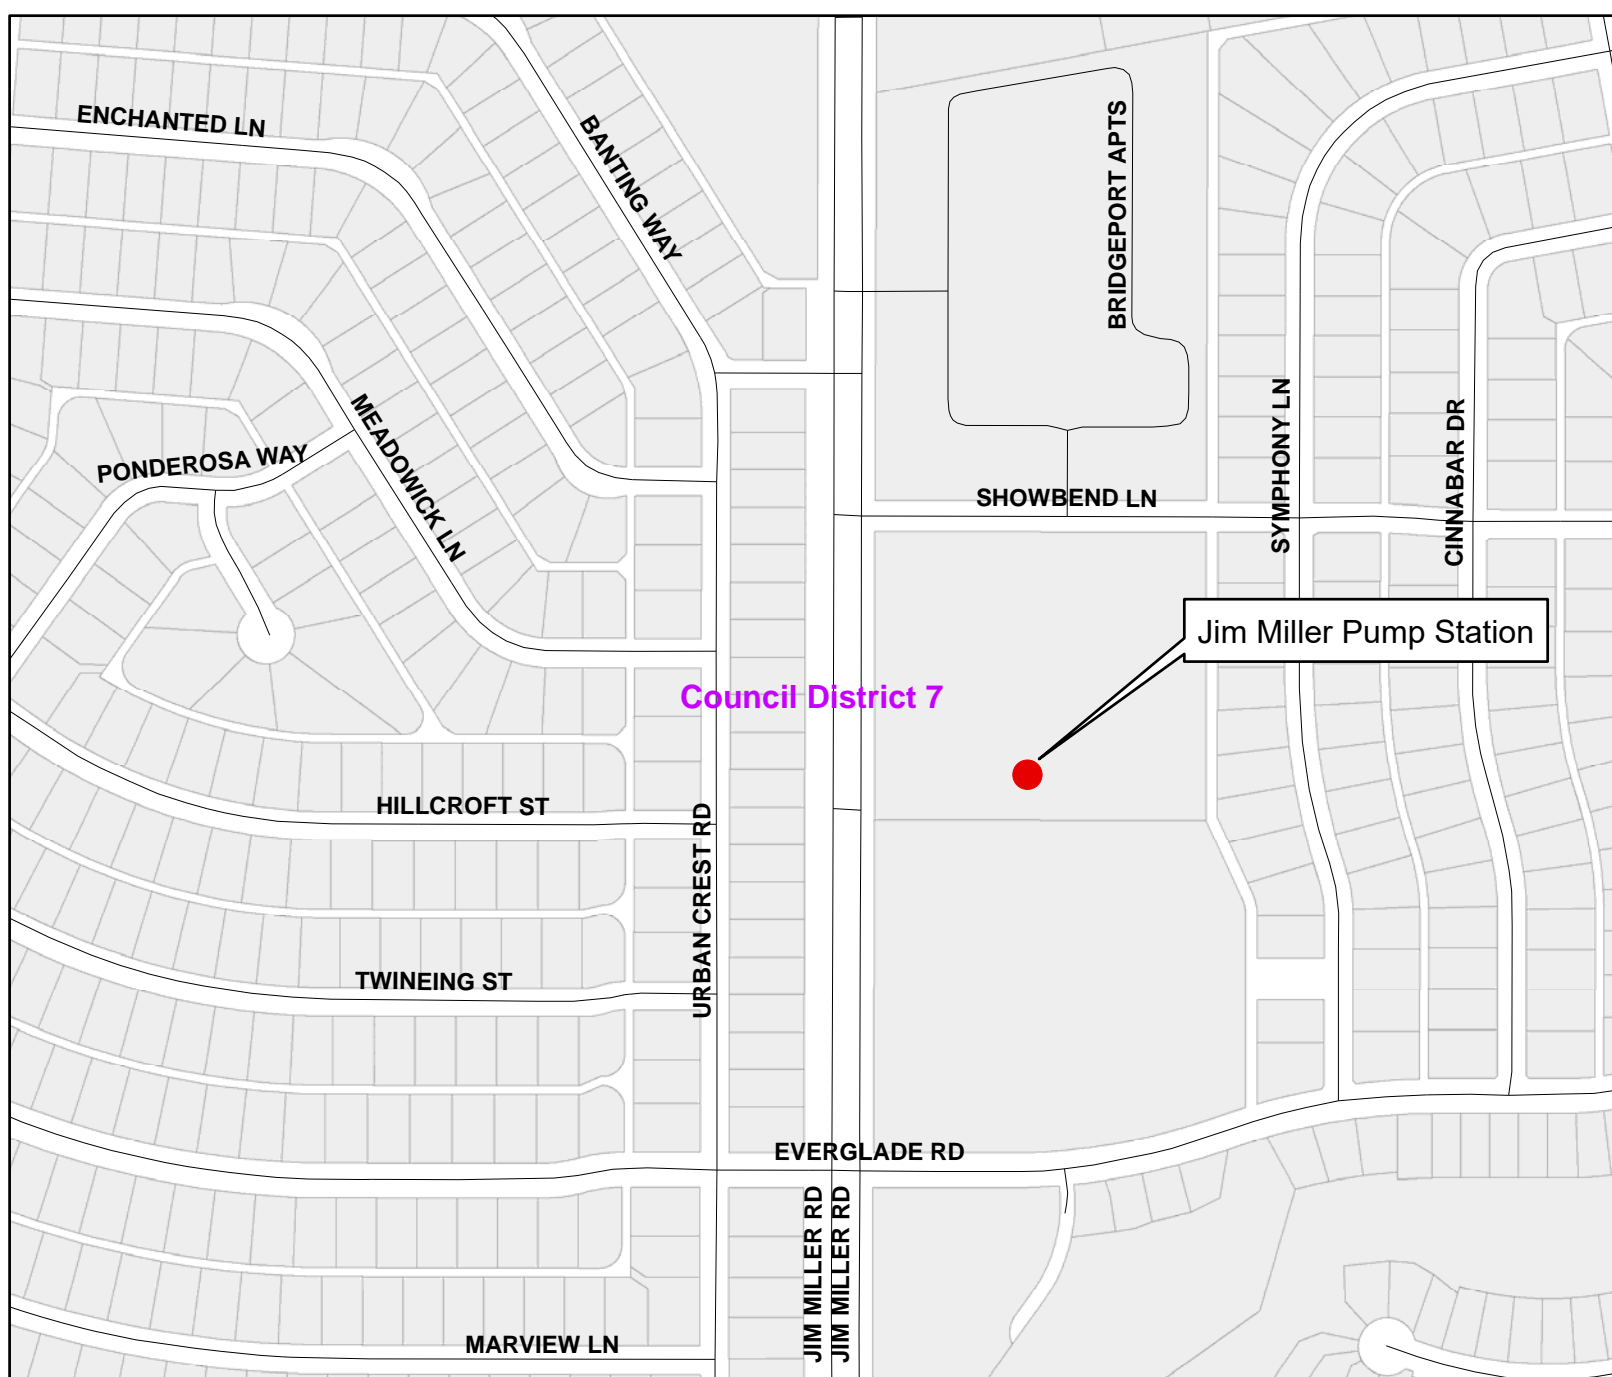 ENCHANTED LN
BANTING WAY
BRIDGEPORT APTS
MEADOWICK LN
PONDEROSA WAY
SYMPHONY LN
CINNABAR DR
SHOWBEND LN
Jim Miller Pump Station
Council District 7
HILLCROFT ST
URBAN CREST RD
TWINEING ST
EVERGLADE RD
JIM MILLER RD
JIM MILLER RD
MARVIEW LN